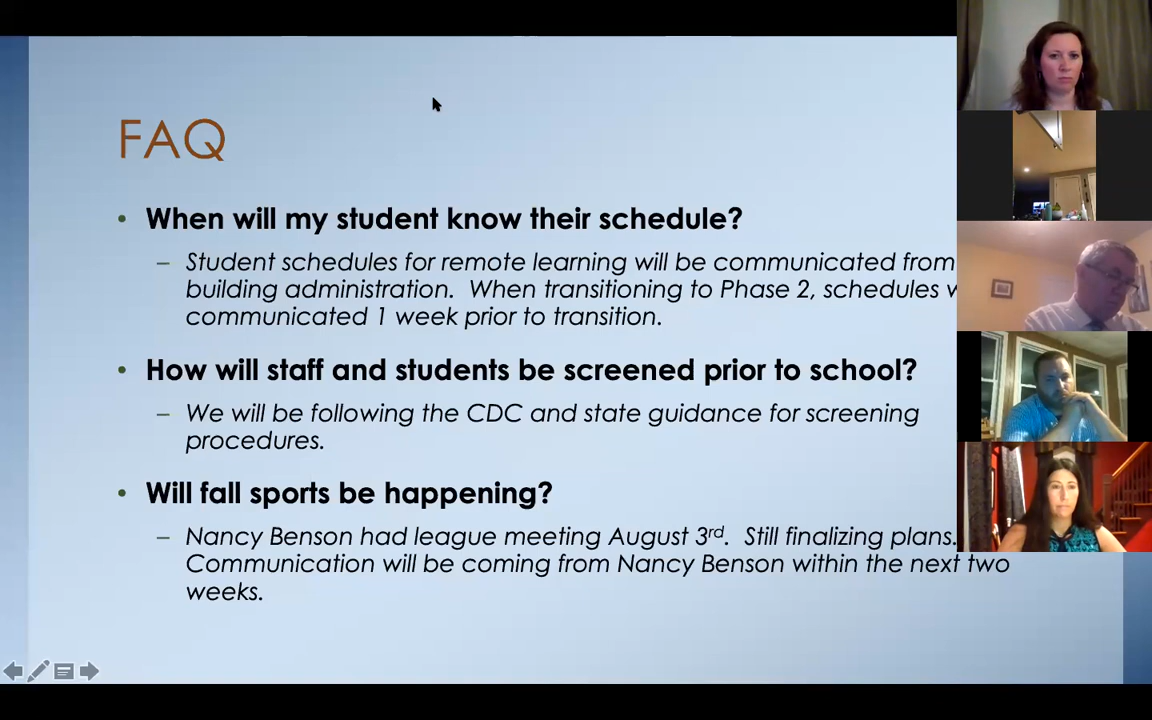 FAQ
• When will my student know their schedule?
– Student schedules for remote learning will be communicated from
building administration. When transitioning to Phase 2, schedules
communicated 1 week prior to transition.
• How will staff and students be screened prior to school?
– We will be following the CDC and state guidance for screening
procedures.
• Will fall sports be happening?
– Nancy Benson had league meeting August 3rd. Still finalizing plans.
Communication will be coming from Nancy Benson within the next two
weeks.